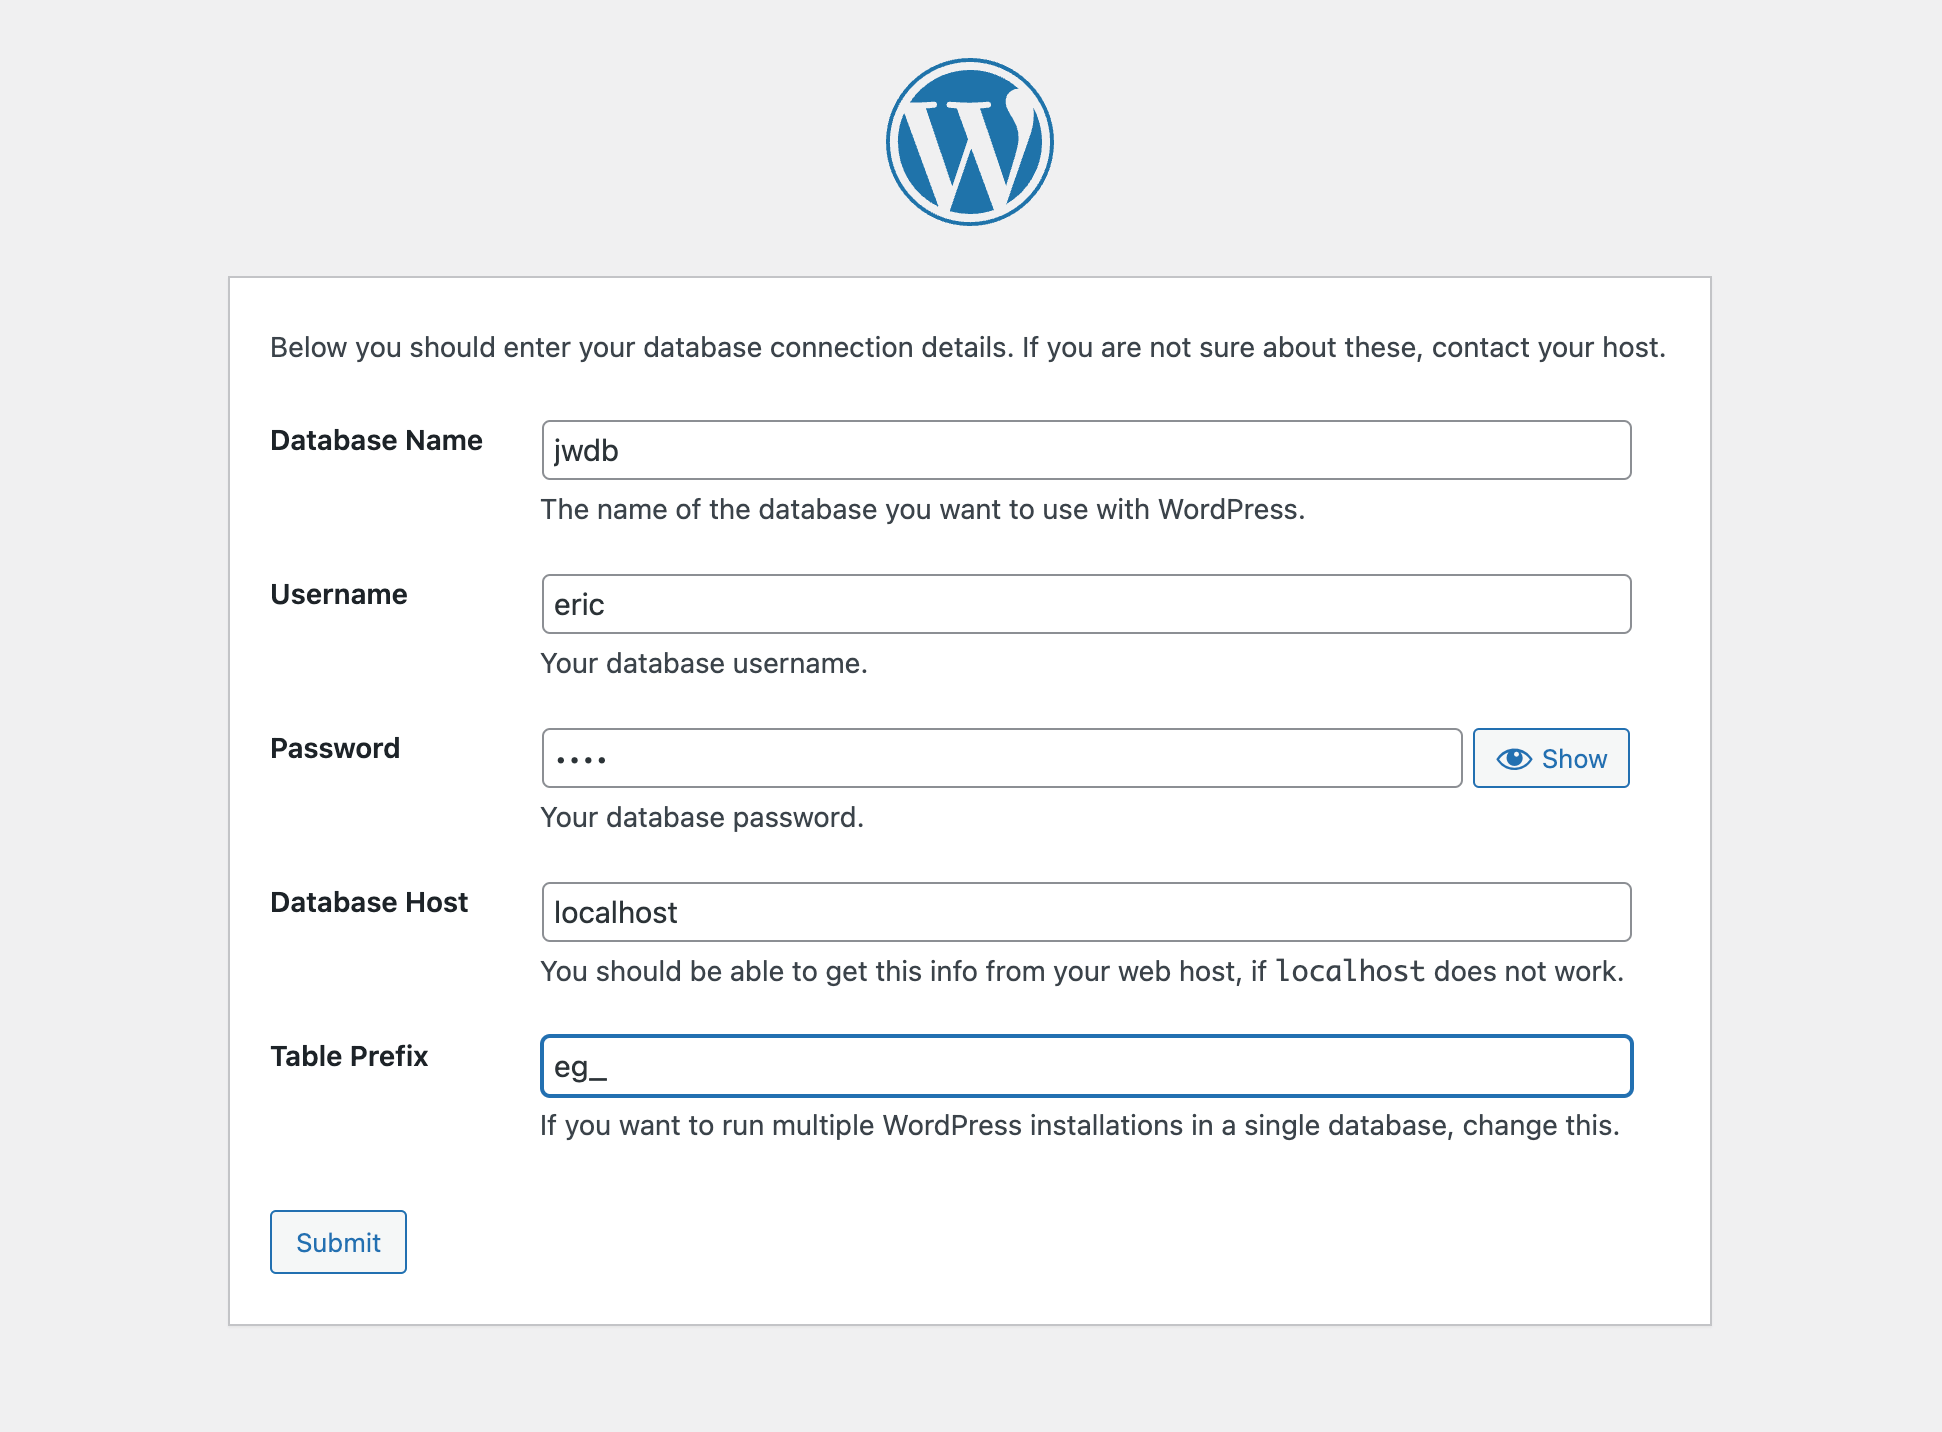 Below you should enter your database connection details. If you are not sure about these, contact your host.
Database Name
jwdb
The name of the database you want to use with WordPress.
Username
eric
Your database username.
Password
••••
Show
Your database password.
Database Host
localhost
You should be able to get this info from your web host, if localhost does not work.
Table Prefix
eg_
If you want to run multiple WordPress installations in a single database, change this.
Submit